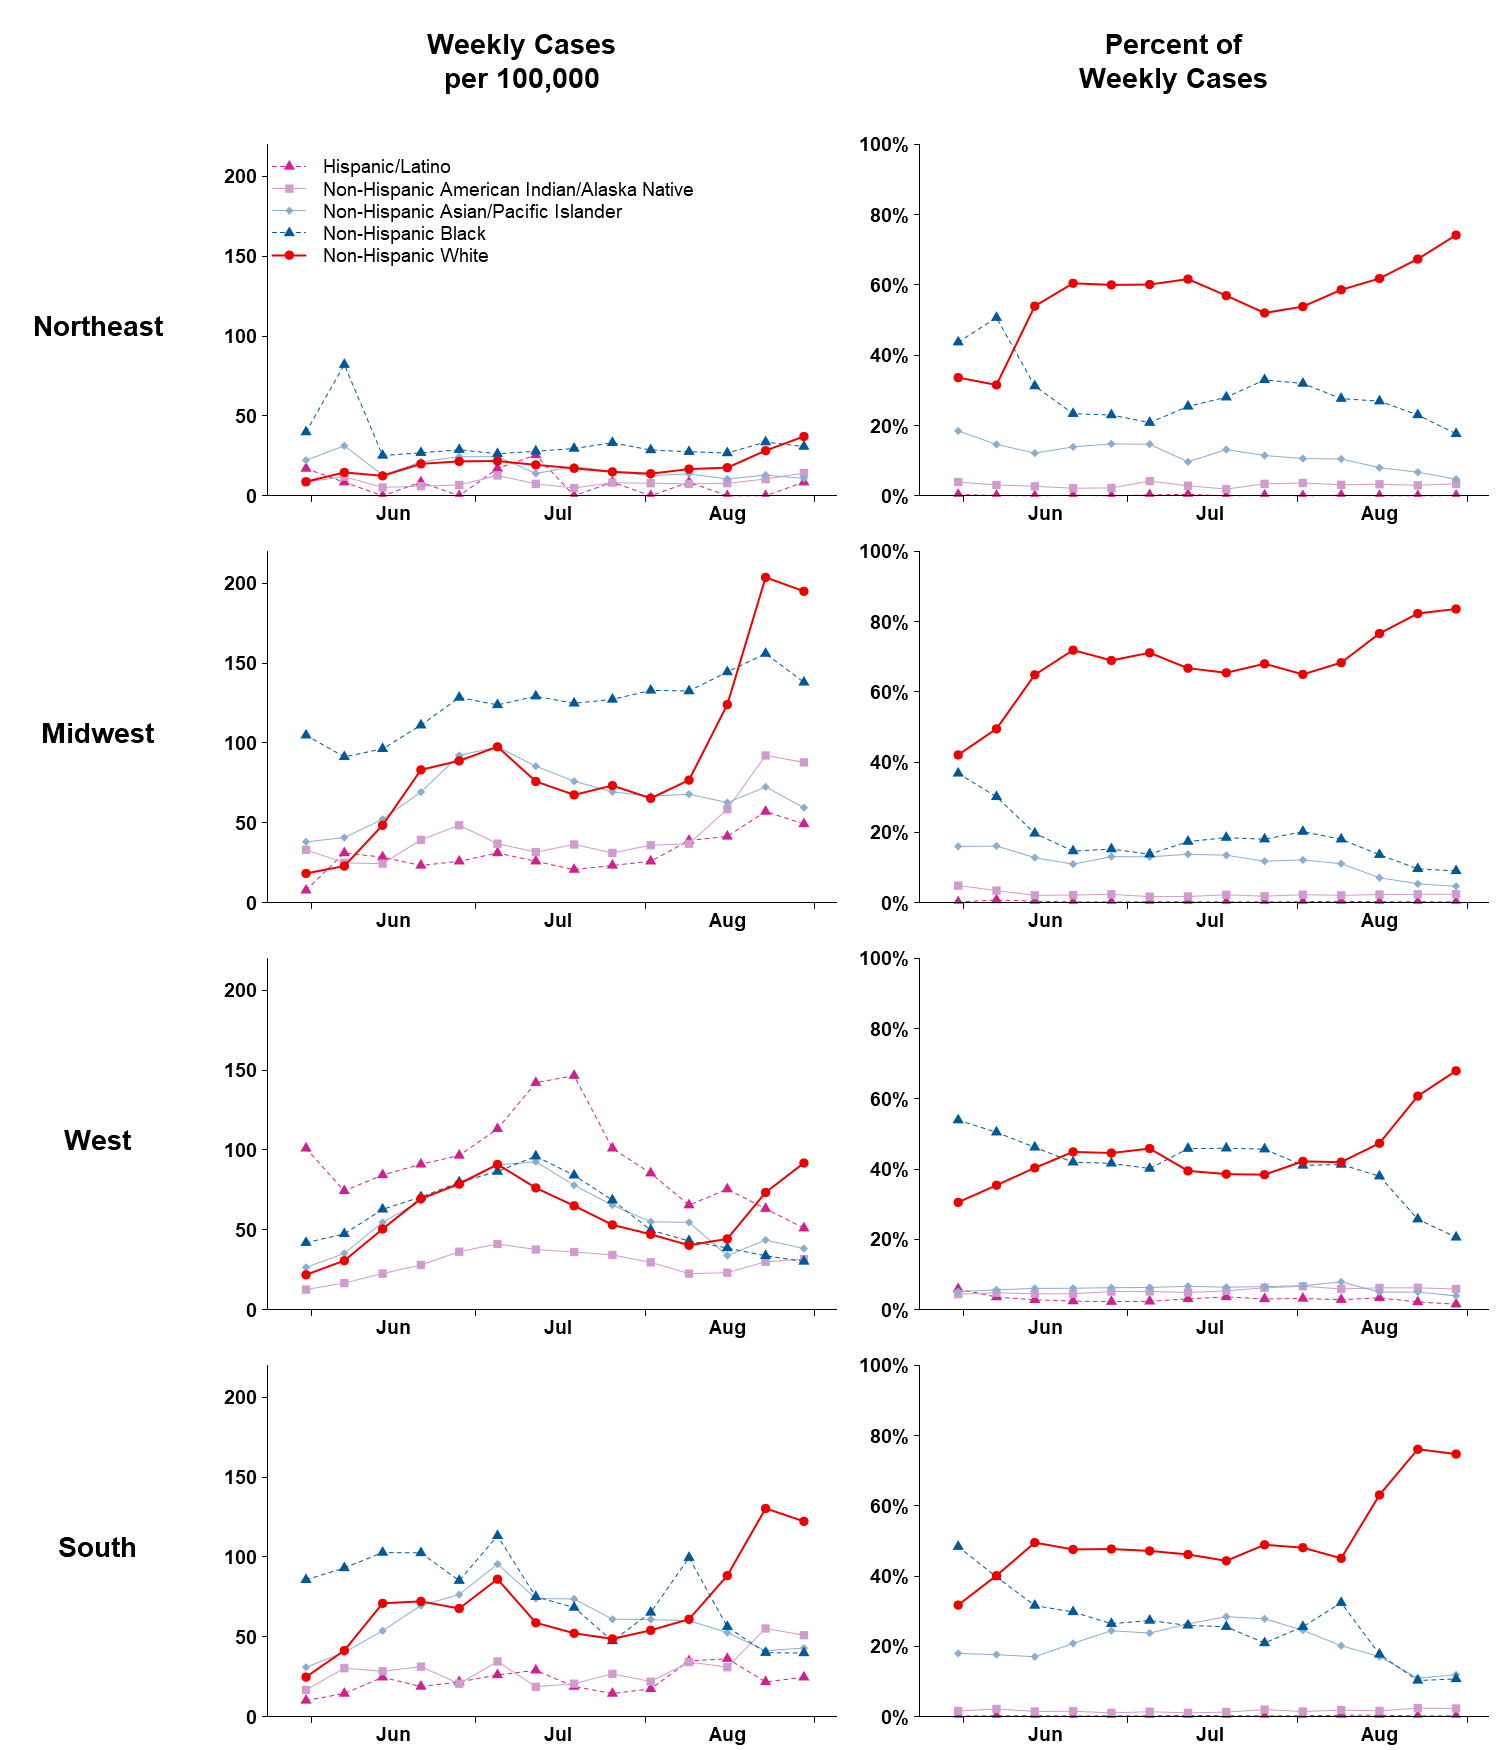 Weekly Cases
per 100,000
Percent of
Weekly Cases
Northeast
200
150
100
50
0
Hispanic/Latino
Non-Hispanic American Indian/Alaska Native
Non-Hispanic Asian/Pacific Islander
Non-Hispanic Black
Non-Hispanic White
Jun Jul Aug
100%
80%
60%
40%
20%
0%
Jun Jul Aug
Midwest
200
150
100
50
0
Jun Jul Aug
100%
80%
60%
40%
20%
0%
Jun Jul Aug
West
200
150
100
50
0
Jun Jul Aug
100%
80%
60%
40%
20%
0%
Jun Jul Aug
South
200
150
100
50
0
Jun Jul Aug
100%
80%
60%
40%
20%
0%
Jun Jul Aug